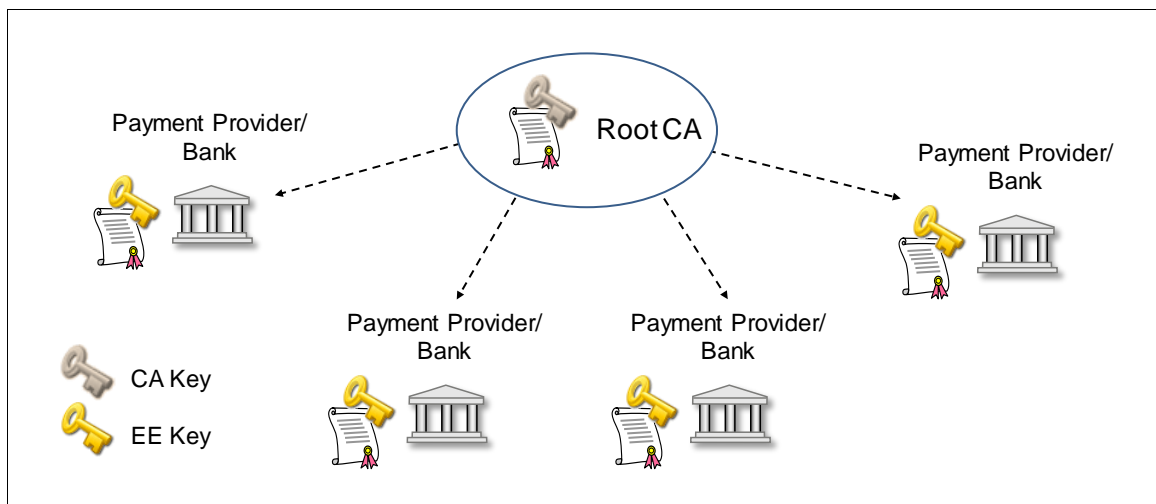 Root CA
Payment Provider/
Bank
Payment Provider/
Bank
Payment Provider/
Bank
Payment Provider/
Bank
CA Key
EE Key